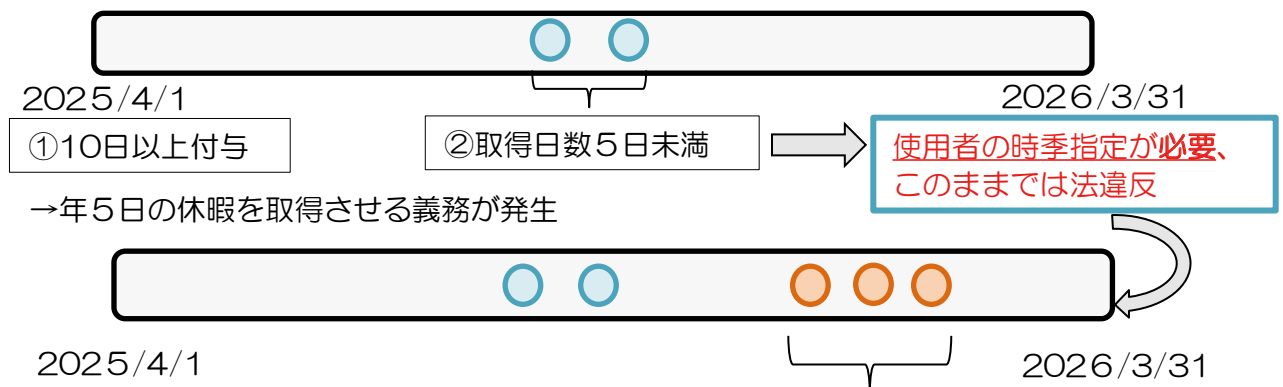 2025/4/1
2026/3/31
①10日以上付与
②取得日数5日未満
使用者の時季指定が必要、
このままでは法違反
→年5日の休暇を取得させる義務が発生
2025/4/1
2026/3/31